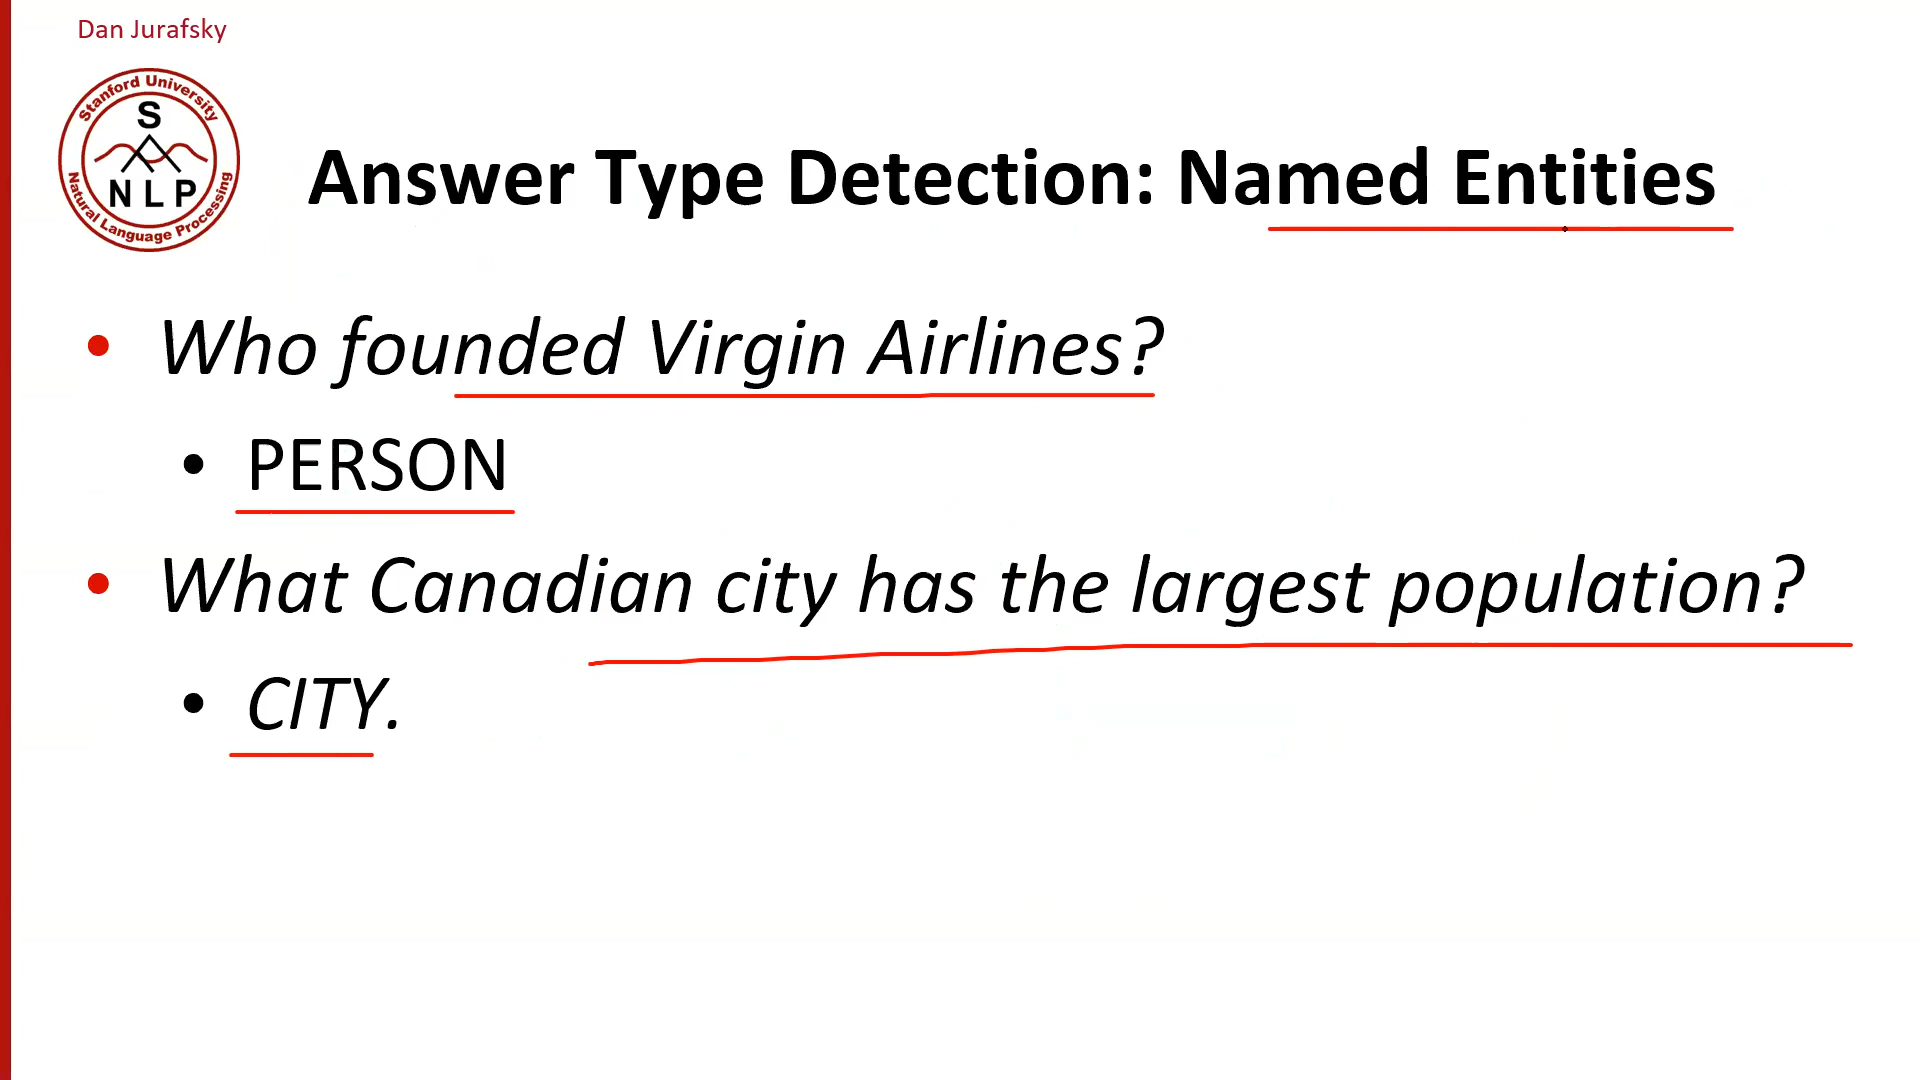 Dan Jurafsky
Stanford University
S
NLP
Natural Language Processing
Answer Type Detection: Named Entities
• Who founded Virgin Airlines?
• PERSON
• What Canadian city has the largest population?
• CITY.